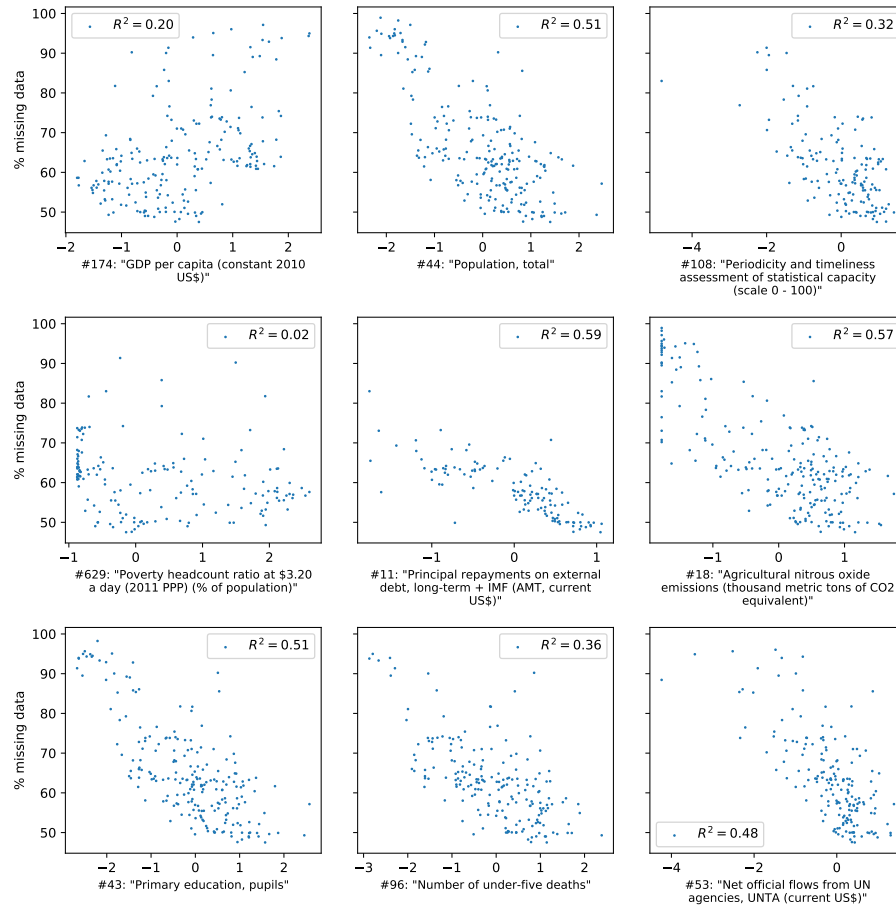 % missing data
100
90
80
70
60
50
R² = 0.20
−2
−1
0
1
2
#174: "GDP per capita (constant 2010
US$)"
R² = 0.51
−2
−1
0
1
2
#44: "Population, total"
R² = 0.32
−4
−2
0
#108: "Periodicity and timeliness
assessment of statistical capacity
(scale 0 - 100)"
% missing data
100
90
80
70
60
50
R² = 0.02
−1
0
1
2
#629: "Poverty headcount ratio at $3.20
a day (2011 PPP) (% of population)"
R² = 0.59
−1
0
1
#11: "Principal repayments on external
debt, long-term + IMF (AMT, current
US$)"
R² = 0.57
−1
0
1
#18: "Agricultural nitrous oxide
emissions (thousand metric tons of CO2
equivalent)"
% missing data
100
90
80
70
60
50
R² = 0.51
−2
−1
0
1
2
#43: "Primary education, pupils"
R² = 0.36
−3
−2
−1
0
1
2
#96: "Number of under-five deaths"
R² = 0.48
−4
−2
0
#53: "Net official flows from UN
agencies, UNTA (current US$)"